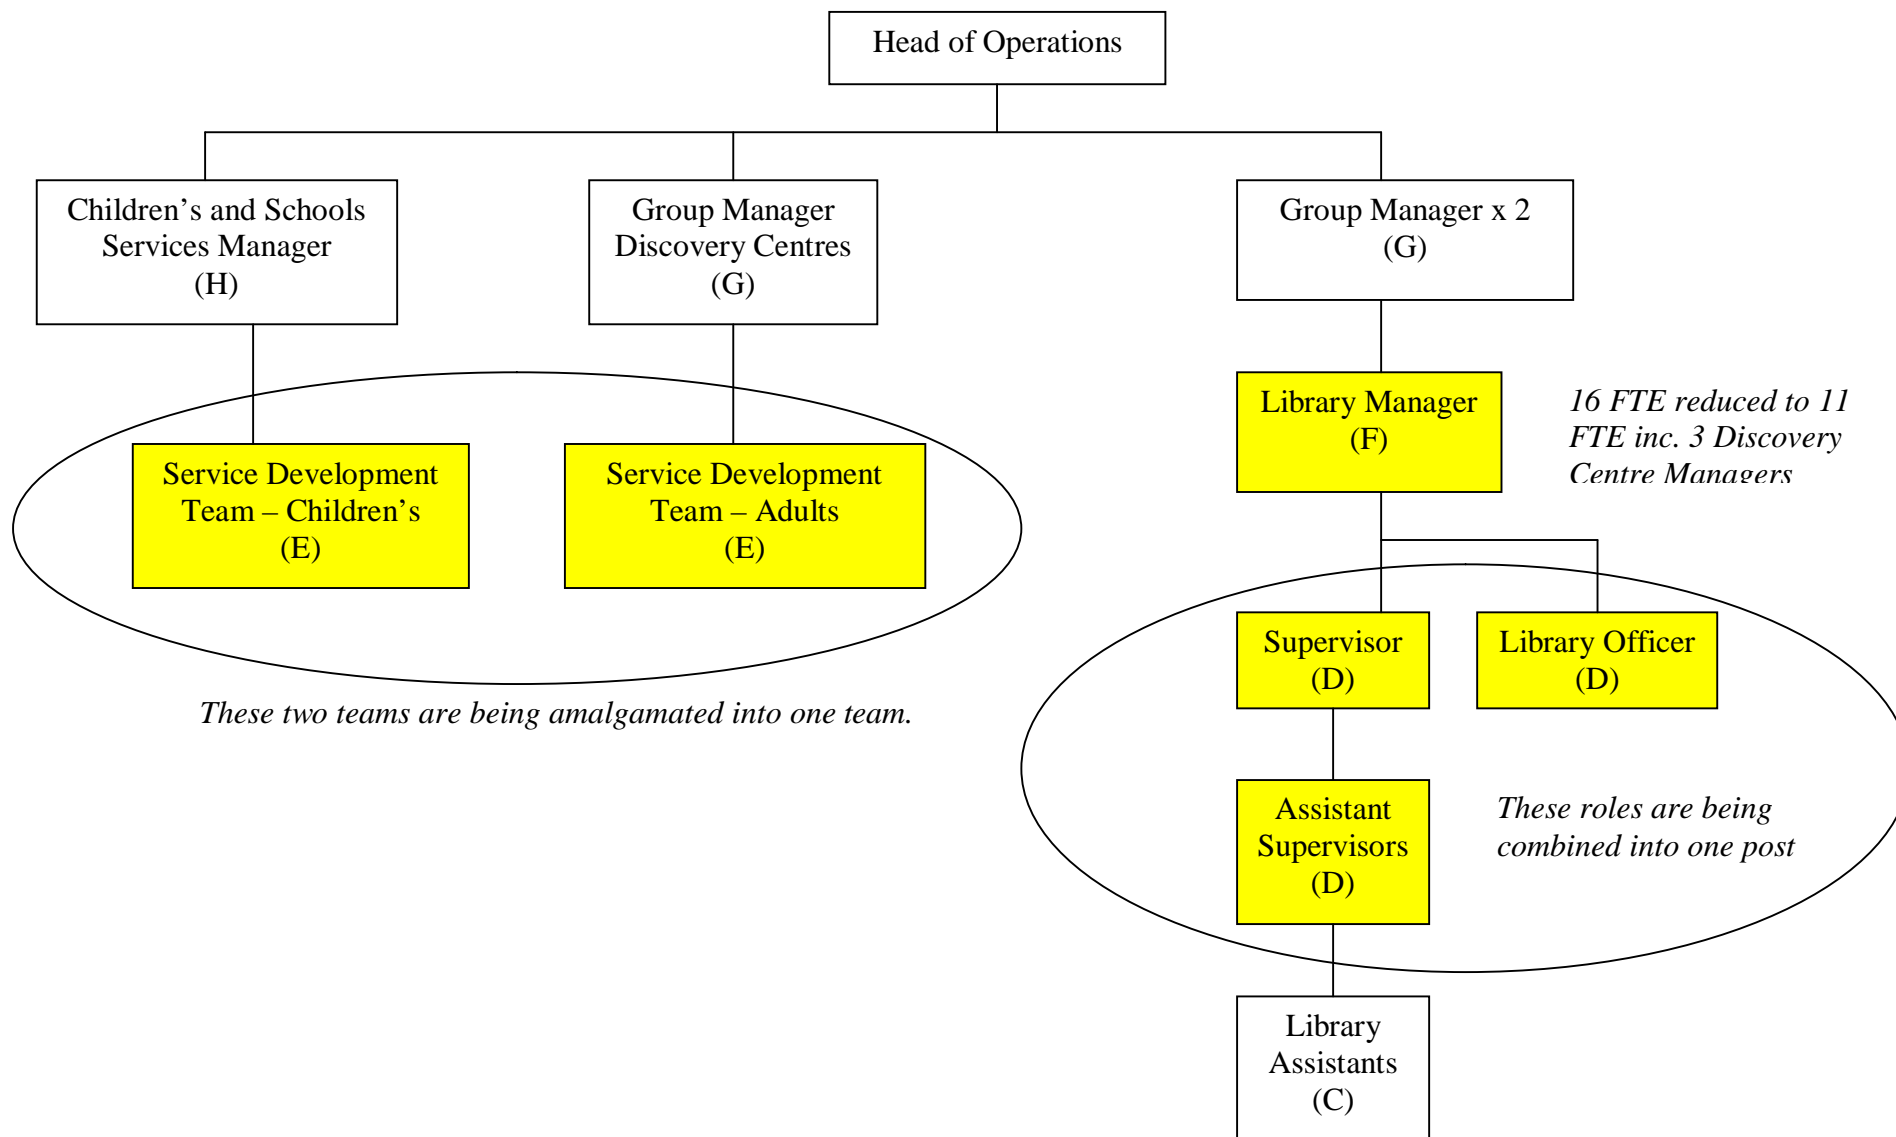 Head of Operations
Children’s and Schools
Services Manager
(H)
Group Manager
Discovery Centres
(G)
Group Manager x 2
(G)
Library Manager
(F)
16 FTE reduced to 11
FTE inc. 3 Discovery
Centre Managers
Service Development
Team – Children’s
(E)
Service Development
Team – Adults
(E)
These two teams are being amalgamated into one team.
Supervisor
(D)
Library Officer
(D)
Assistant
Supervisors
(D)
These roles are being
combined into one post
Library
Assistants
(C)